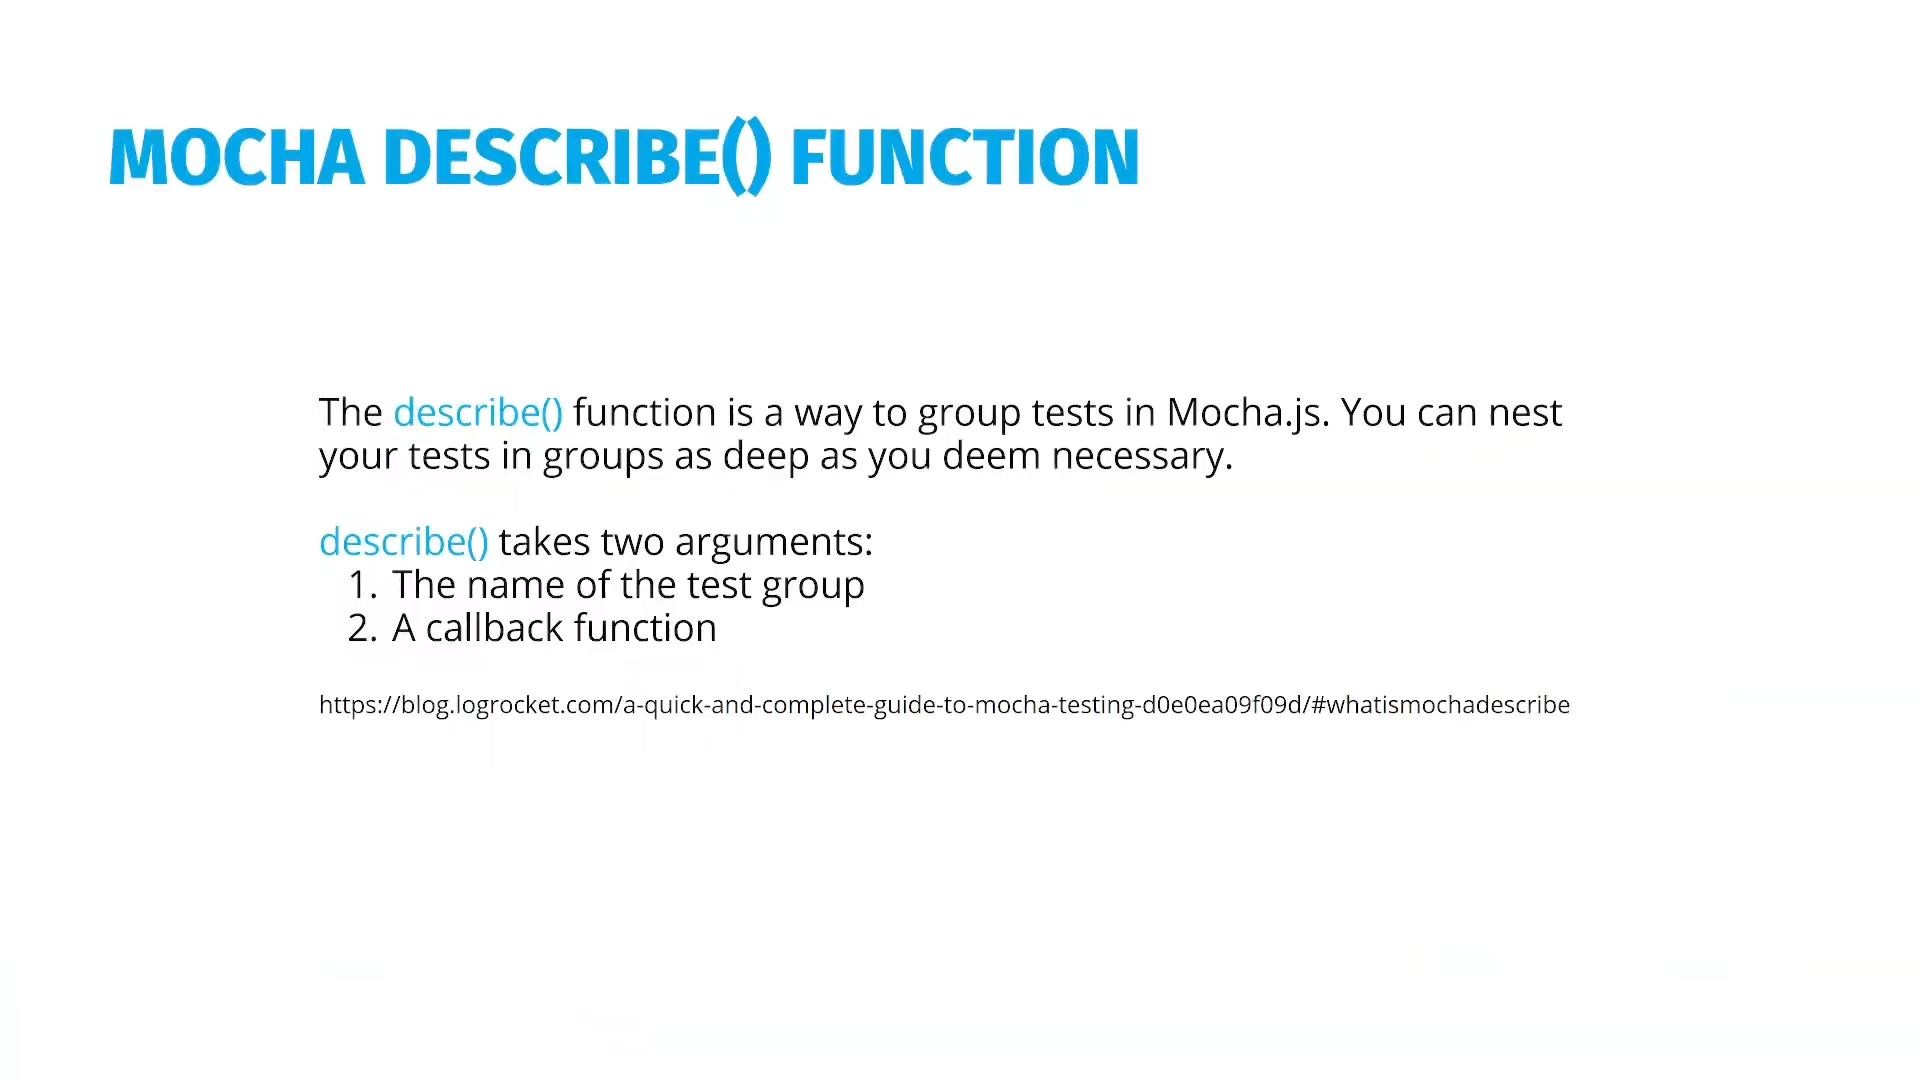 MOCHA DESCRIBE() FUNCTION
The describe() function is a way to group tests in Mocha.js. You can nest
your tests in groups as deep as you deem necessary.
describe() takes two arguments:
1. The name of the test group
2. A callback function
https://blog.logrocket.com/a-quick-and-complete-guide-to-mocha-testing-d0e0ea09f09d/#whatismochadescribe